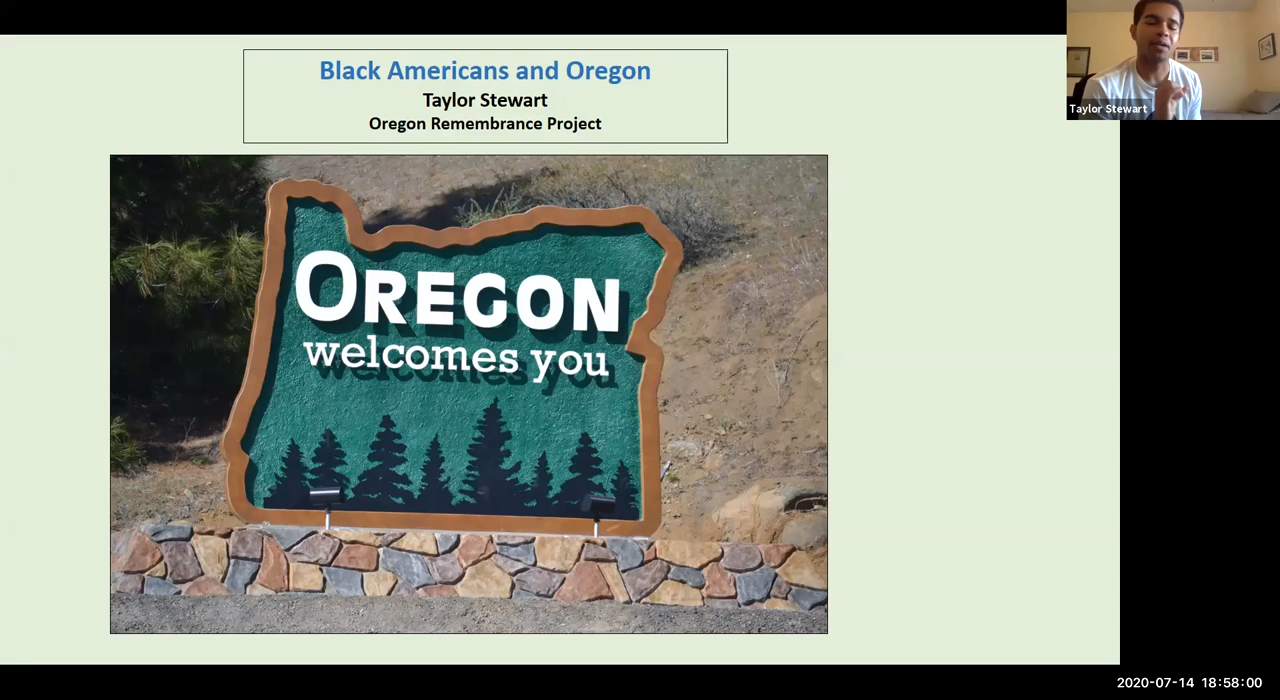 Black Americans and Oregon
Taylor Stewart
Oregon Remembrance Project
Taylor Stewart
OREGON
welcomes you
2020-07-14 18:58:00